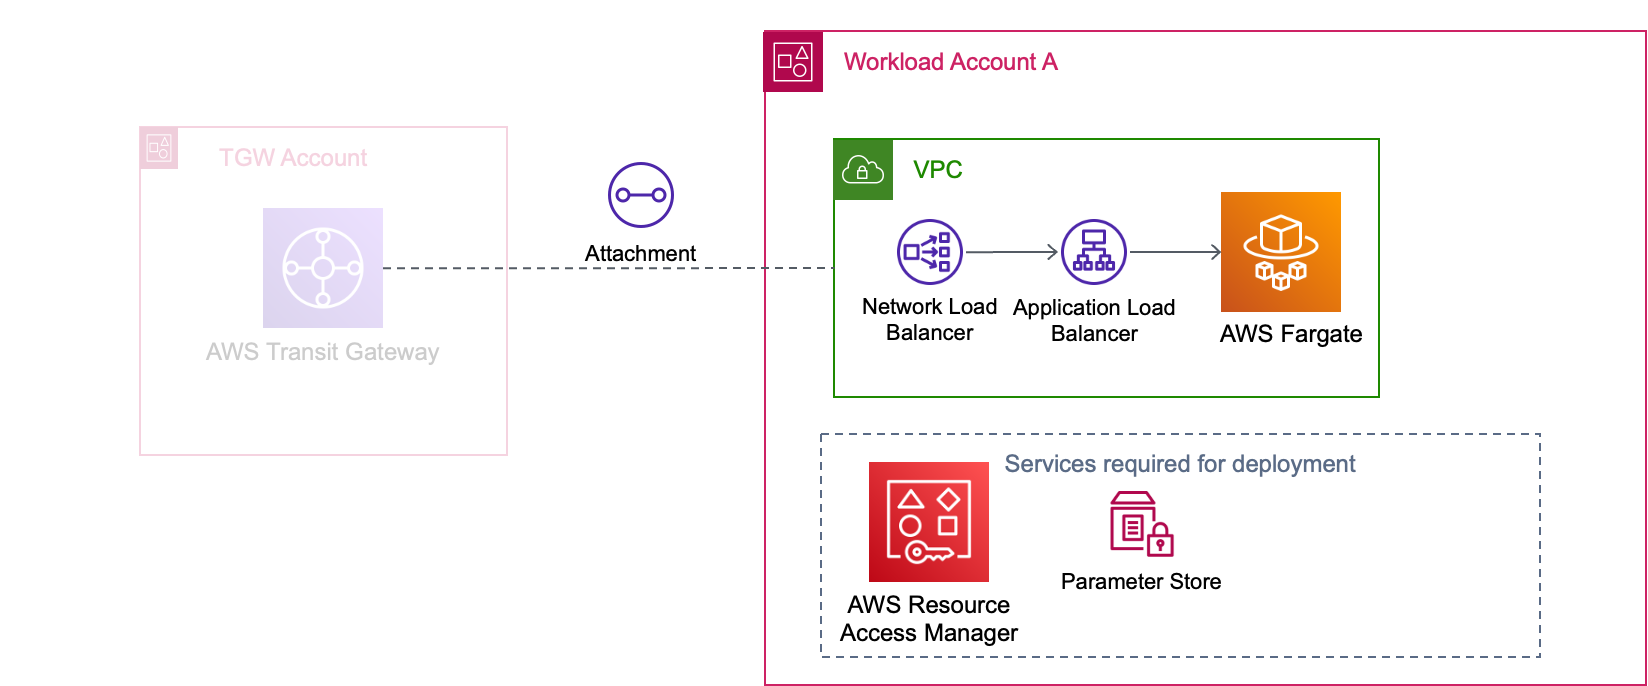 Workload Account A
TGW Account
VPC
Attachment
Network Load
Balancer
Application Load
Balancer
AWS Fargate
AWS Transit Gateway
Services required for deployment
Parameter Store
AWS Resource
Access Manager